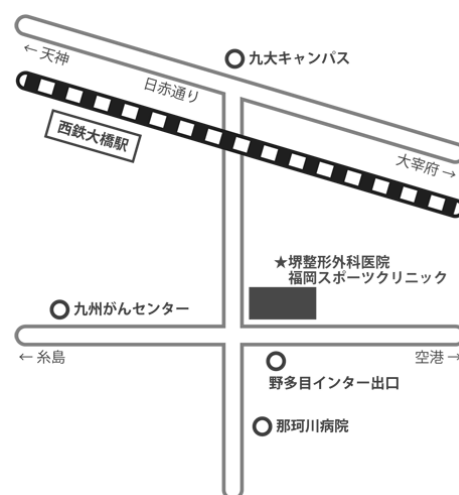 ← 天神
九大キャンパス
日赤通り
西鉄大橋駅
大宰府 →
★堺整形外科医院
福岡スポーツクリニック
九州がんセンター
← 糸島
空港 →
野多目インター出口
那珂川病院